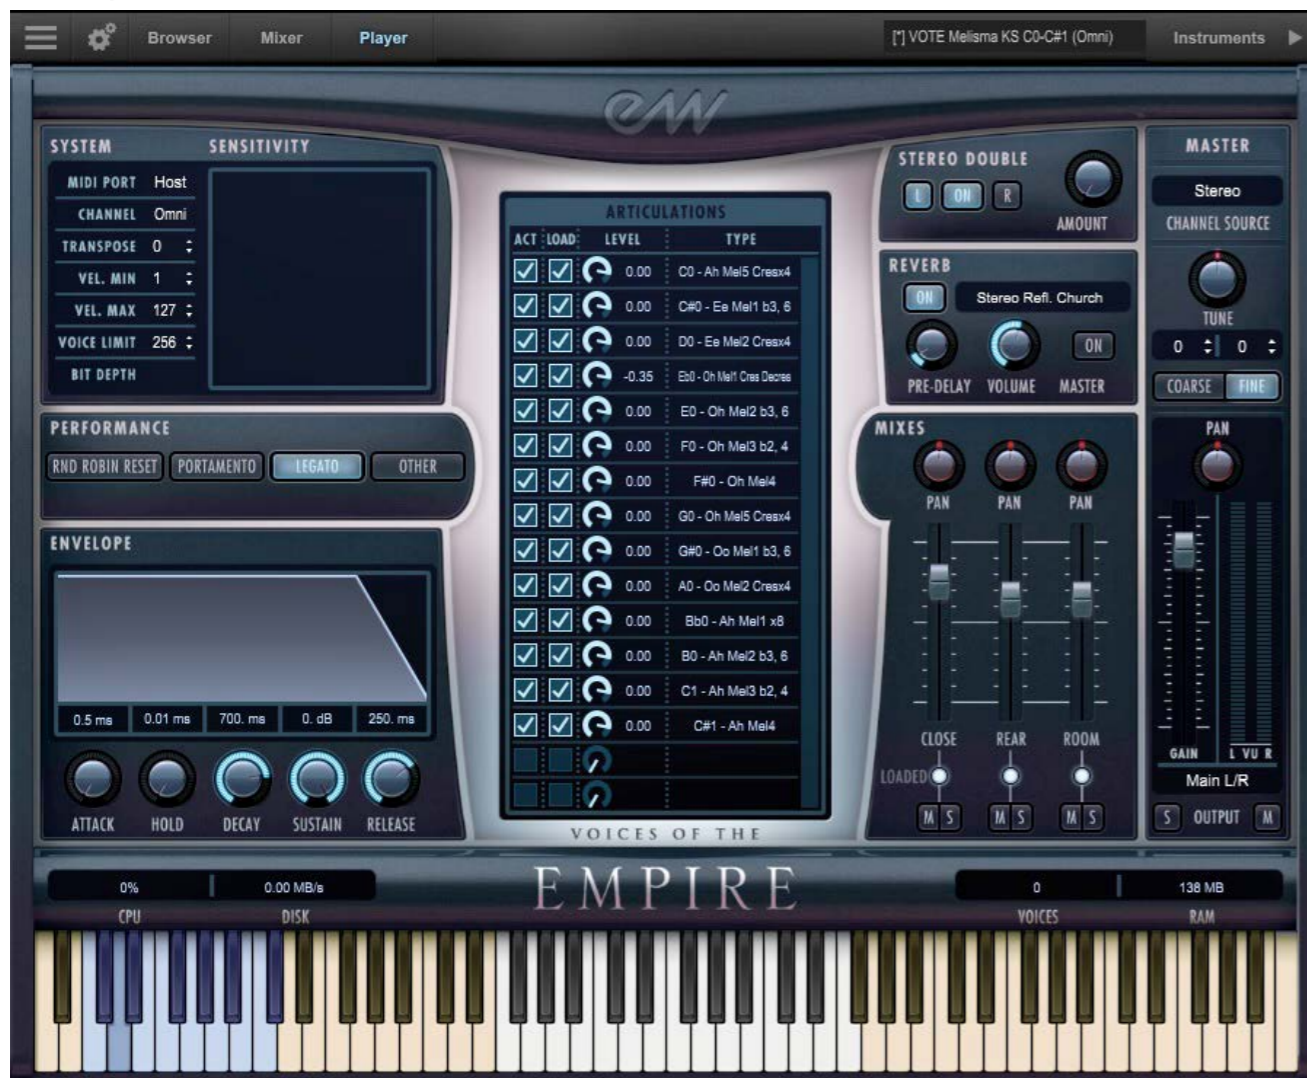 Browser Mixer Player [*] VOTE Melisma KS C0-C#1 (Omni) Instruments
eW
SYSTEM SENSITIVITY
MIDI PORT Host
CHANNEL Omni
TRANSPOSE 0
VEL. MIN 1
VEL. MAX 127
VOICE LIMIT 256
BIT DEPTH
PERFORMANCE
RND ROBIN RESET PORTAMENTO LEGATO OTHER
ENVELOPE
0.5 ms 0.01 ms 700. ms 0. dB 250. ms
ATTACK HOLD DECAY SUSTAIN RELEASE
ARTICULATIONS
ACT LOAD LEVEL TYPE
0.00 C0 - Ah Mel5 Cresx4
0.00 C#0 - Ee Mel1 b3, 6
0.00 D0 - Ee Mel2 Cresx4
-0.35 Eb0 - Oh Mel1 Cres Decres
0.00 E0 - Oh Mel2 b3, 6
0.00 F0 - Oh Mel3 b2, 4
0.00 F#0 - Oh Mel4
0.00 G0 - Oh Mel5 Cresx4
0.00 G#0 - Oo Mel1 b3, 6
0.00 A0 - Oo Mel2 Cresx4
0.00 Bb0 - Ah Mel1 x8
0.00 B0 - Ah Mel2 b3, 6
0.00 C1 - Ah Mel3 b2, 4
0.00 C#1 - Ah Mel4
VOICES OF THE
EMPIRE
STEREO DOUBLE
L ON R
AMOUNT
REVERB
ON Stereo Refl. Church
ON
PRE-DELAY VOLUME MASTER
MIXES
PAN PAN PAN
CLOSE REAR ROOM
LOADED
M S M S M S
MASTER
Stereo
CHANNEL SOURCE
TUNE
0 0
COARSE FINE
PAN
GAIN L VU R
Main L/R
S OUTPUT M
0% 0.00 MB/s
CPU DISK
0 138 MB
VOICES RAM